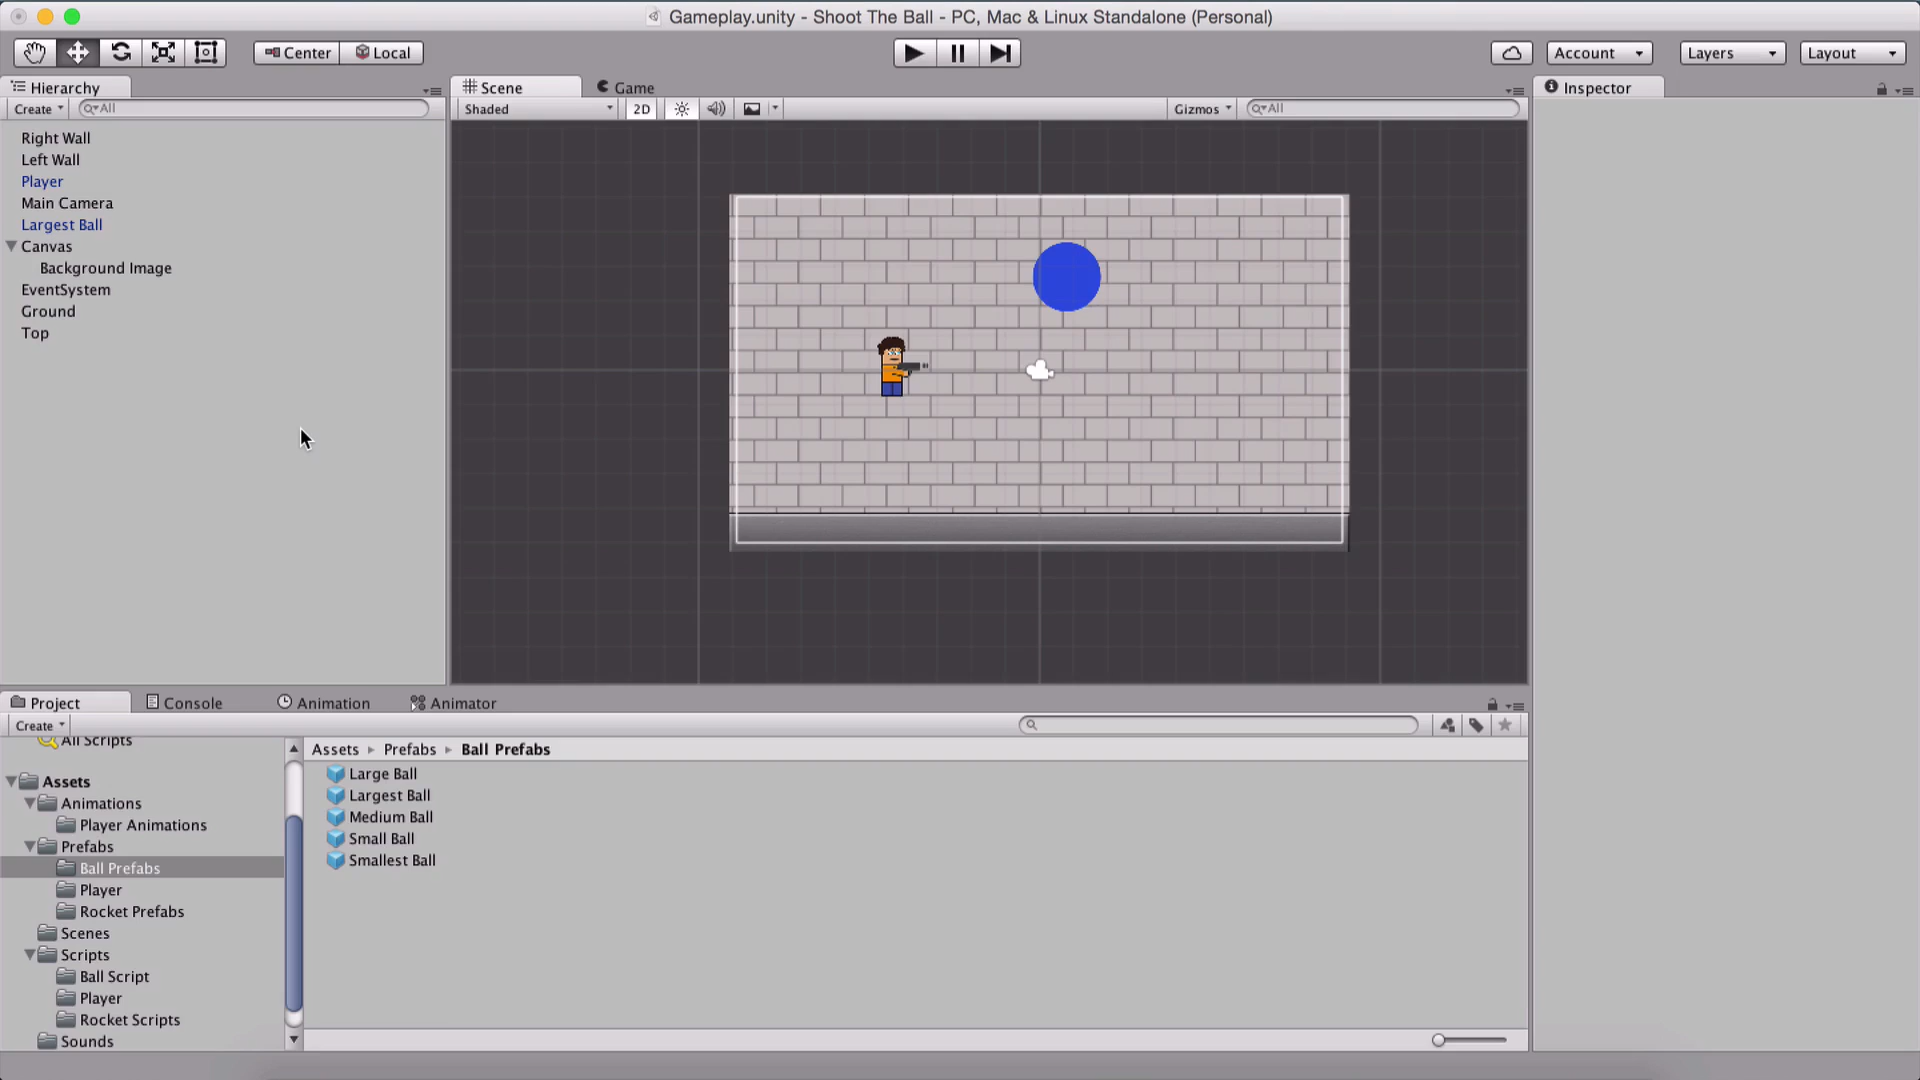 Gameplay.unity - Shoot The Ball - PC, Mac & Linux Standalone (Personal)
Center Local Account Layers Layout
Hierarchy Scene Game Inspector
Create All Shaded 2D Gizmos All
Right Wall
Left Wall
Player
Main Camera
Largest Ball
Canvas
Background Image
EventSystem
Ground
Top
Project Console Animation Animator
Create
All Scripts
Assets
Animations
Player Animations
Prefabs
Ball Prefabs
Player
Rocket Prefabs
Scenes
Scripts
Ball Script
Player
Rocket Scripts
Sounds
Assets Prefabs Ball Prefabs
Large Ball
Largest Ball
Medium Ball
Small Ball
Smallest Ball